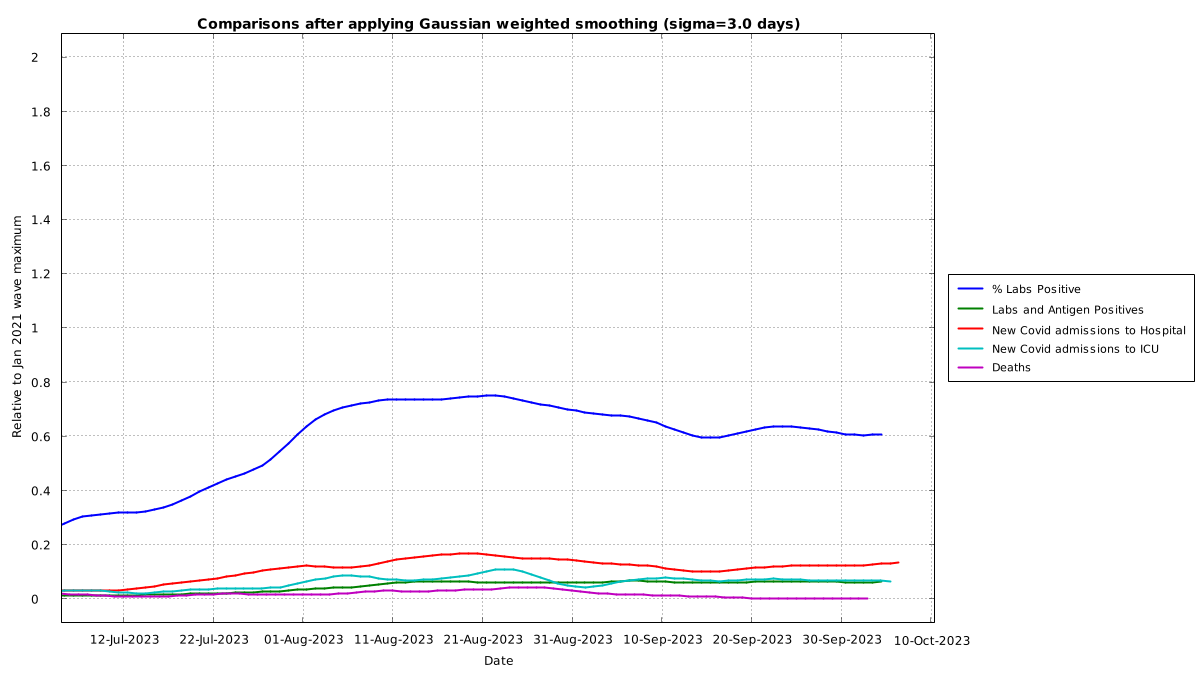 Comparisons after applying Gaussian weighted smoothing (sigma=3.0 days)
Relative to Jan 2021 wave maximum
2
1.8
1.6
1.4
1.2
1
0.8
0.6
0.4
0.2
0
12-Jul-2023 22-Jul-2023 01-Aug-2023 11-Aug-2023 21-Aug-2023 31-Aug-2023 10-Sep-2023 20-Sep-2023 30-Sep-2023 10-Oct-2023
Date
% Labs Positive
Labs and Antigen Positives
New Covid admissions to Hospital
New Covid admissions to ICU
Deaths